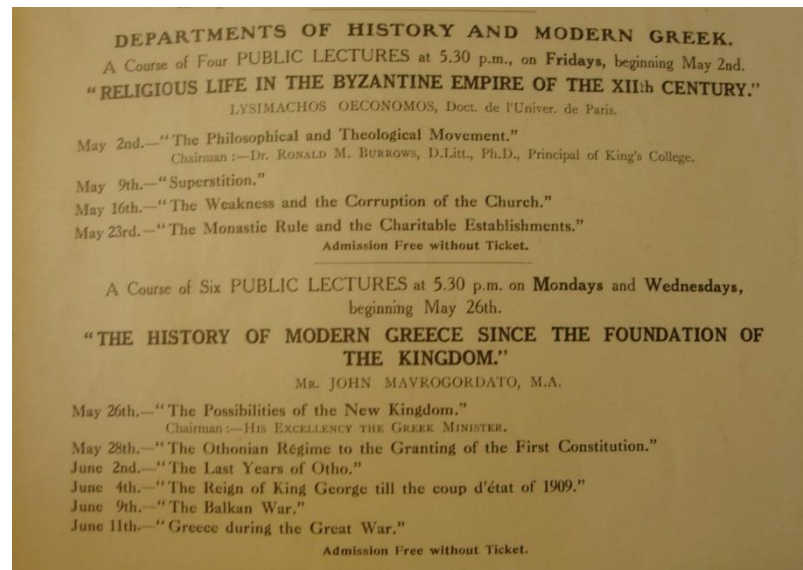 DEPARTMENTS OF HISTORY AND MODERN GREEK.
A Course of Four PUBLIC LECTURES at 5.30 p.m., on Fridays, beginning May 2nd.
"RELIGIOUS LIFE IN THE BYZANTINE EMPIRE OF THE XIIth CENTURY."
LYSIMACHOS OECONOMOS, Doct. de l'Univer. de Paris.
May 2nd.—"The Philosophical and Theological Movement."
Chairman :—Dr. RONALD M. BURROWS, D.Litt., Ph.D., Principal of King's College.
May 9th.—"Superstition."
May 16th.—"The Weakness and the Corruption of the Church."
May 23rd.—"The Monastic Rule and the Charitable Establishments."
Admission Free without Ticket.
A Course of Six PUBLIC LECTURES at 5.30 p.m. on Mondays and Wednesdays,
beginning May 26th.
"THE HISTORY OF MODERN GREECE SINCE THE FOUNDATION OF
THE KINGDOM."
MR. JOHN MAVROGORDATO, M.A.
May 26th.—"The Possibilities of the New Kingdom."
Chairman :—HIS EXCELLENCY THE GREEK MINISTER.
May 28th.—"The Othonian Régime to the Granting of the First Constitution."
June 2nd.—"The Last Years of Otho."
June 4th.—"The Reign of King George till the coup d'état of 1909."
June 9th.—"The Balkan War."
June 11th.—"Greece during the Great War."
Admission Free without Ticket.